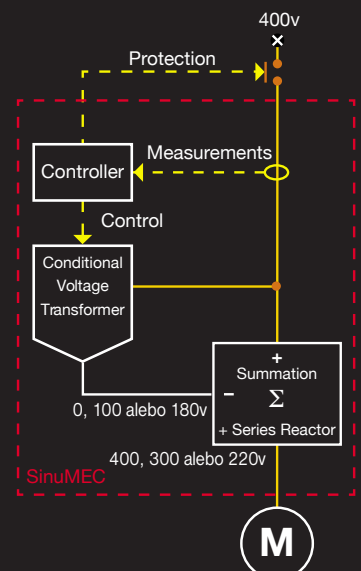 400v
Protection
Measurements
Controller
Control
Conditional
Voltage
Transformer
+
Summation
Σ
-
+ Series Reactor
0, 100 alebo 180v
400, 300 alebo 220v
SinuMEC
M